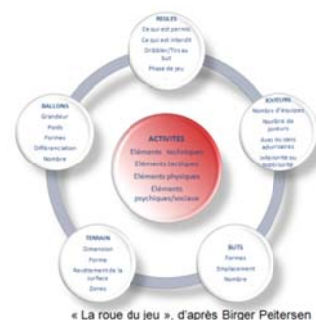 REGLES
Ce qui est permis
Ce qui est interdit
Dribbler/Tirs au
but
Phase de jeu
BALLONS
Grandeur
Poids
Formes
Différenciation
Nombre
JOUEURS
Nombre d'équipes
Nombre de
joueurs
Avec ou sans
adversaires
Infériorité ou
ACTIVITES
Eléments techniques
Eléments tactiques
Eléments physiques
Eléments
psychiques/sociaux
TERRAIN
Dimension
Forme
Revêtement de la
surface
Zones
BUTS
Formes
Emplacement
Nombre
« La roue du jeu », d'après Birger Peitersen